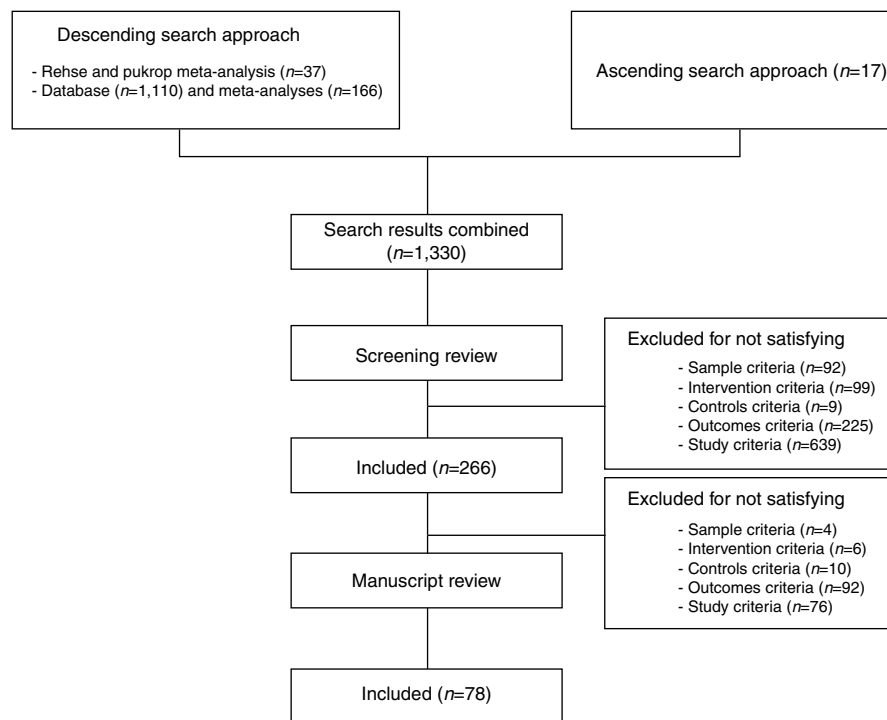 Descending search approach
- Rehse and pukrop meta-analysis (n=37)
- Database (n=1,110) and meta-analyses (n=166)
Ascending search approach (n=17)
Search results combined
(n=1,330)
Screening review
Excluded for not satisfying
- Sample criteria (n=92)
- Intervention criteria (n=99)
- Controls criteria (n=9)
- Outcomes criteria (n=225)
- Study criteria (n=639)
Included (n=266)
Excluded for not satisfying
- Sample criteria (n=4)
- Intervention criteria (n=6)
- Controls criteria (n=10)
- Outcomes criteria (n=92)
- Study criteria (n=76)
Manuscript review
Included (n=78)